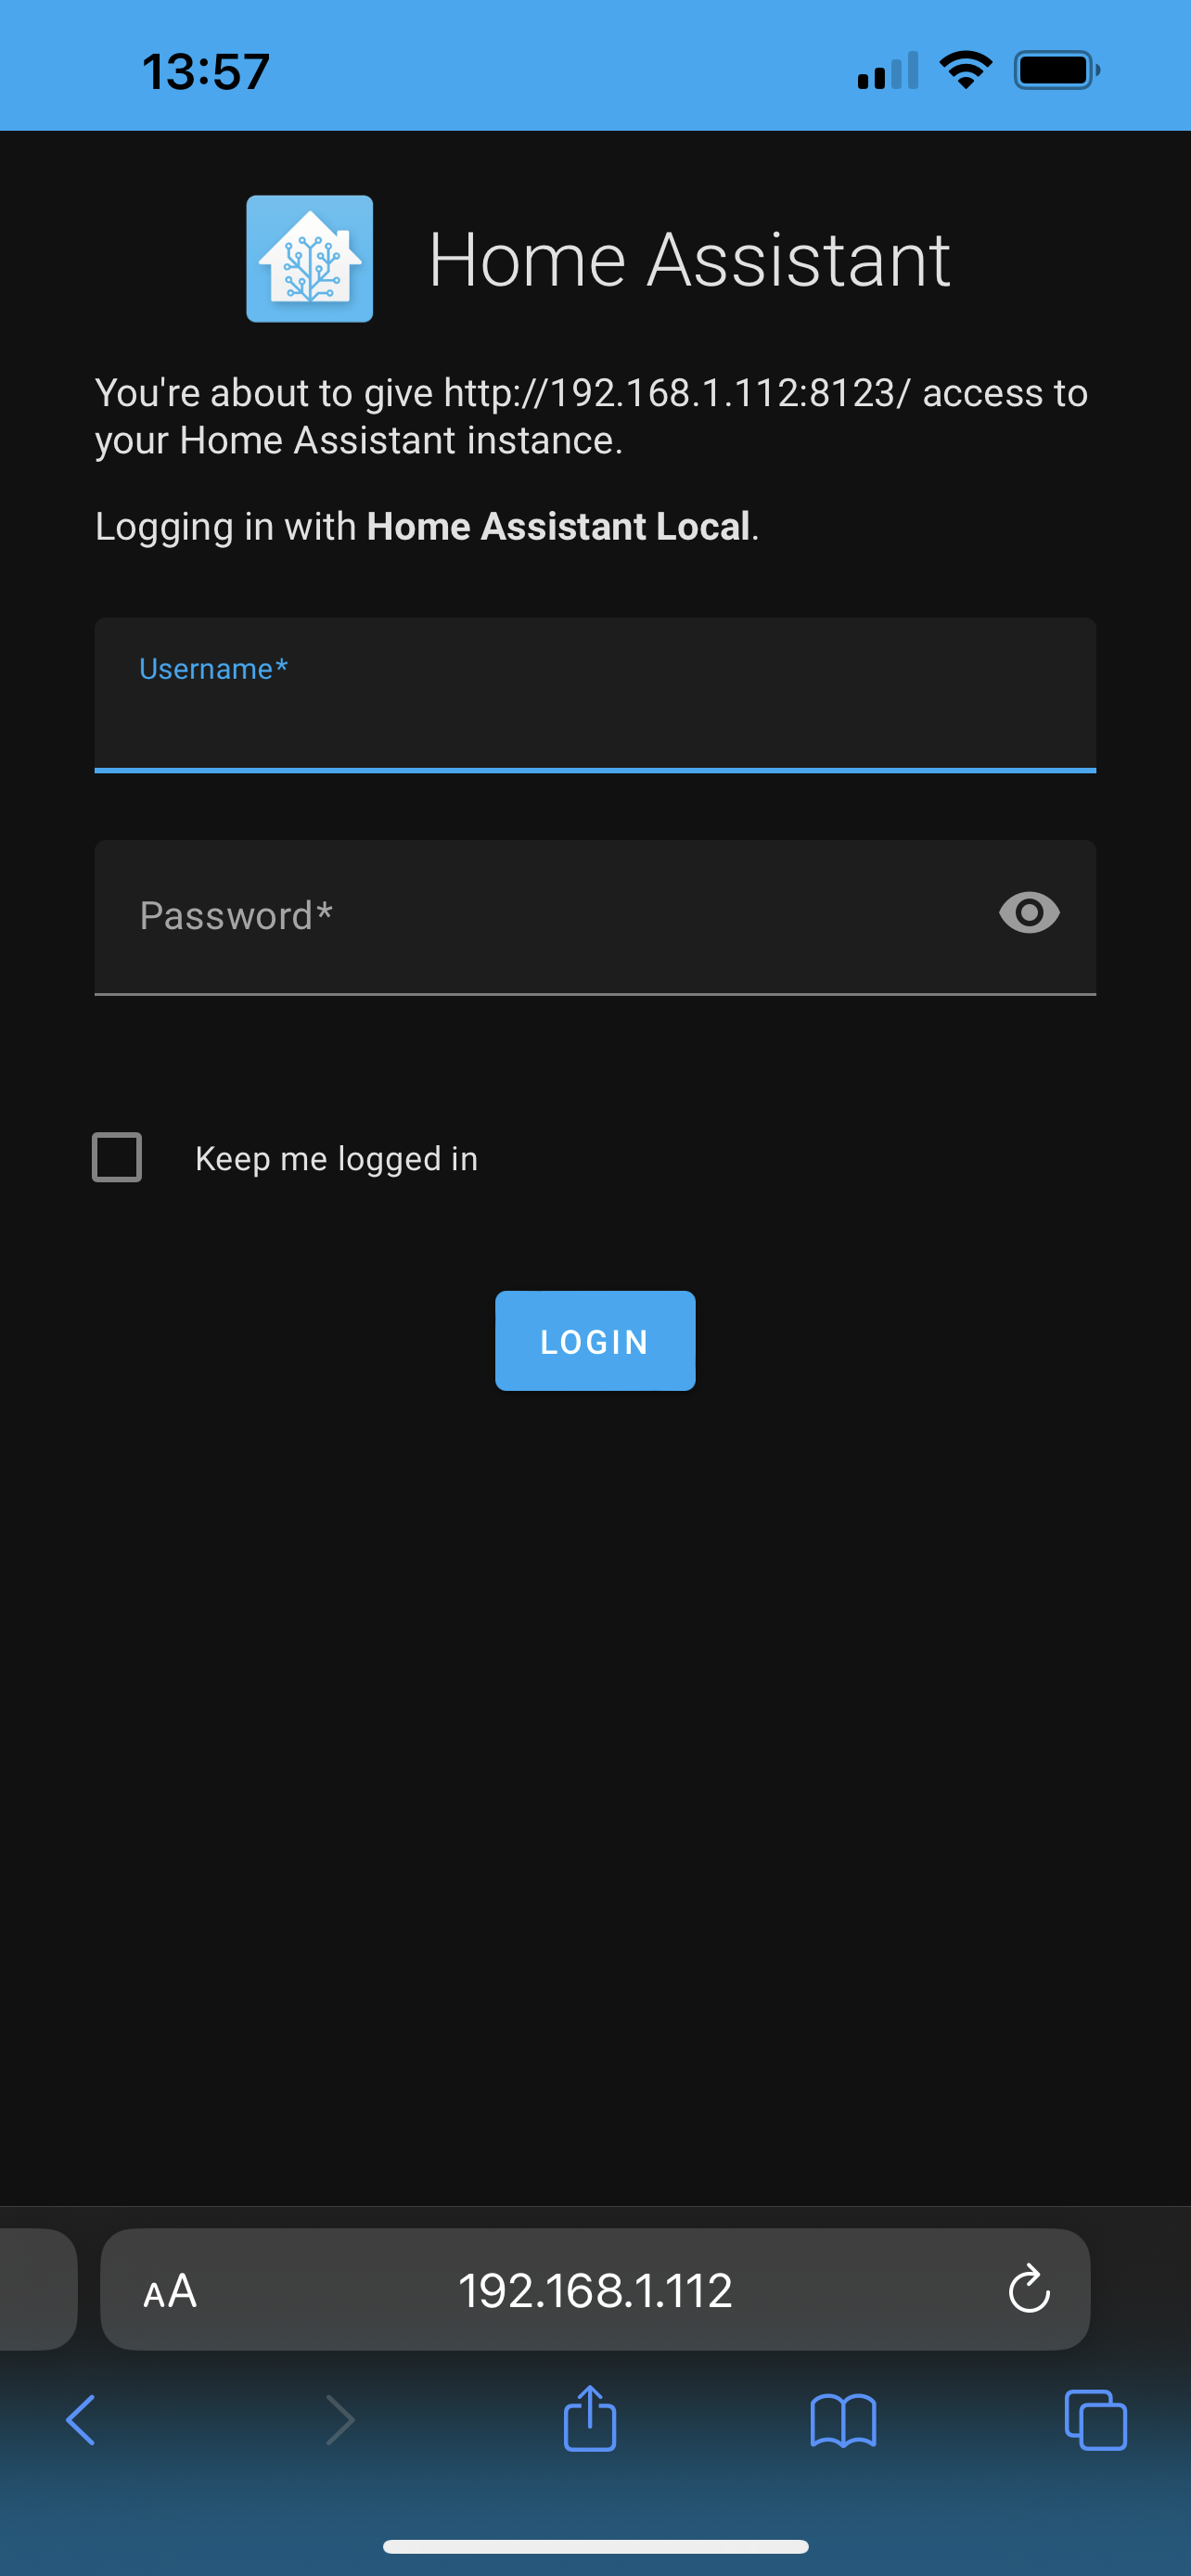 13:57
Home Assistant
You're about to give http://192.168.1.112:8123/ access to
your Home Assistant instance.
Logging in with Home Assistant Local.
Username*
Password*
Keep me logged in
LOGIN
AA 192.168.1.112